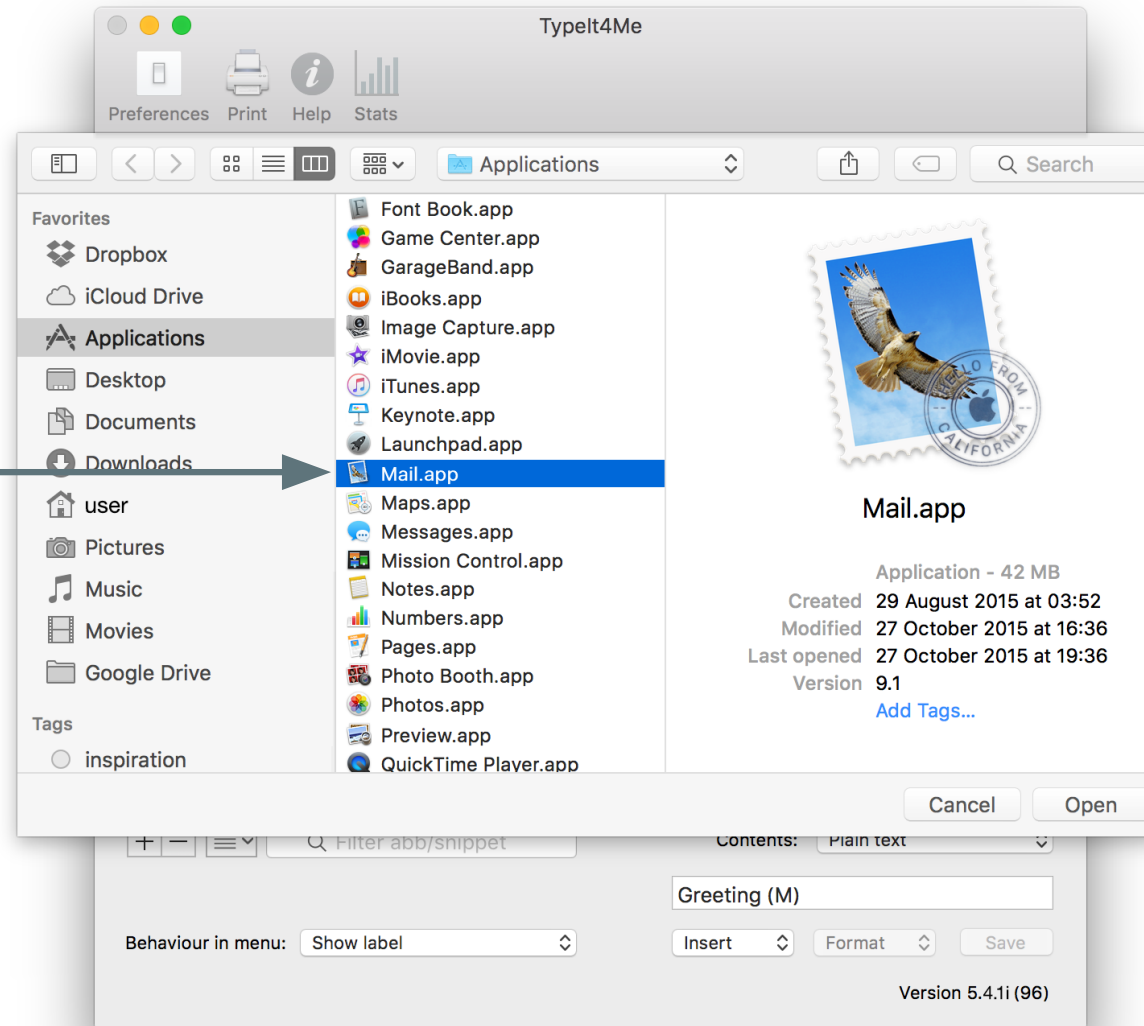 TypeIt4Me
Preferences Print Help Stats
Applications
Search
Favorites
Dropbox
iCloud Drive
Applications
Desktop
Documents
Downloads
user
Pictures
Music
Movies
Google Drive
Tags
inspiration
Font Book.app
Game Center.app
GarageBand.app
iBooks.app
Image Capture.app
iMovie.app
iTunes.app
Keynote.app
Launchpad.app
Mail.app
Maps.app
Messages.app
Mission Control.app
Notes.app
Numbers.app
Pages.app
Photo Booth.app
Photos.app
Preview.app
QuickTime Player.app
HELLO FROM
CALIFORNIA
Mail.app
Application - 42 MB
Created 29 August 2015 at 03:52
Modified 27 October 2015 at 16:36
Last opened 27 October 2015 at 19:36
Version 9.1
Add Tags...
Cancel Open
Filter abb/snippet
Contents: Plain text
Greeting (M)
Behaviour in menu: Show label
Insert Format Save
Version 5.4.1i (96)